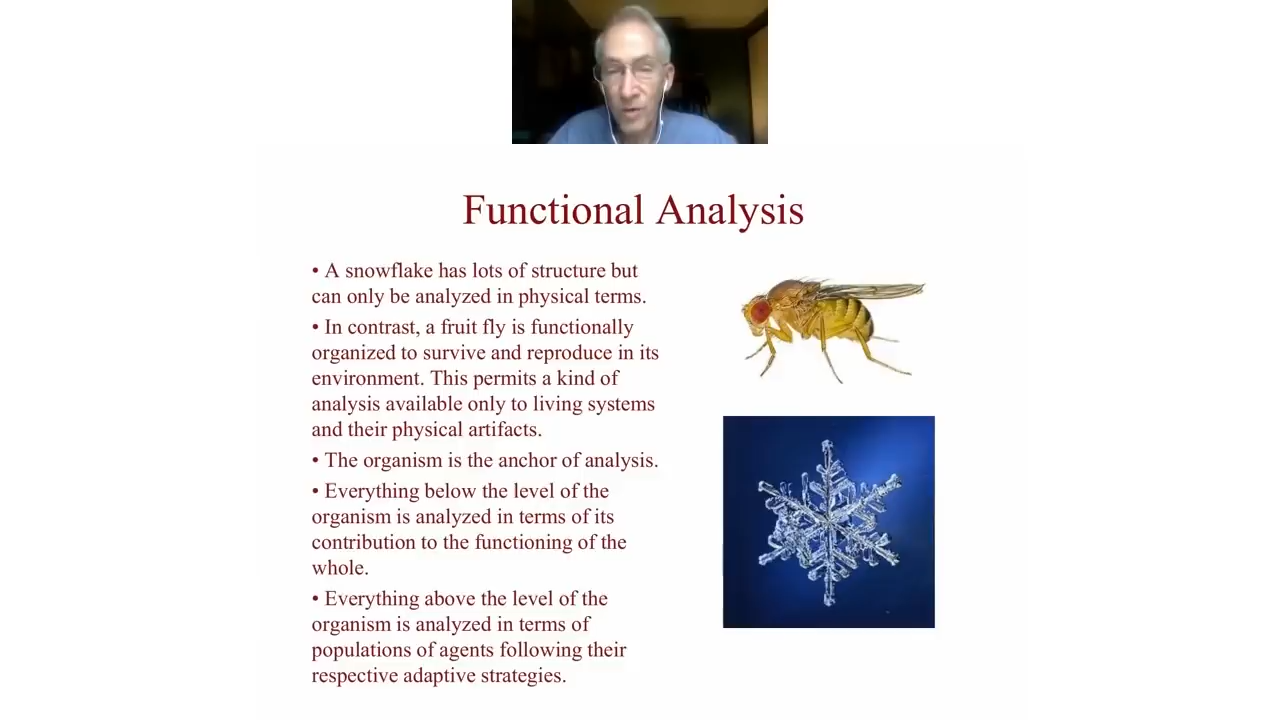 Functional Analysis
• A snowflake has lots of structure but
can only be analyzed in physical terms.
• In contrast, a fruit fly is functionally
organized to survive and reproduce in its
environment. This permits a kind of
analysis available only to living systems
and their physical artifacts.
• The organism is the anchor of analysis.
• Everything below the level of the
organism is analyzed in terms of its
contribution to the functioning of the
whole.
• Everything above the level of the
organism is analyzed in terms of
populations of agents following their
respective adaptive strategies.